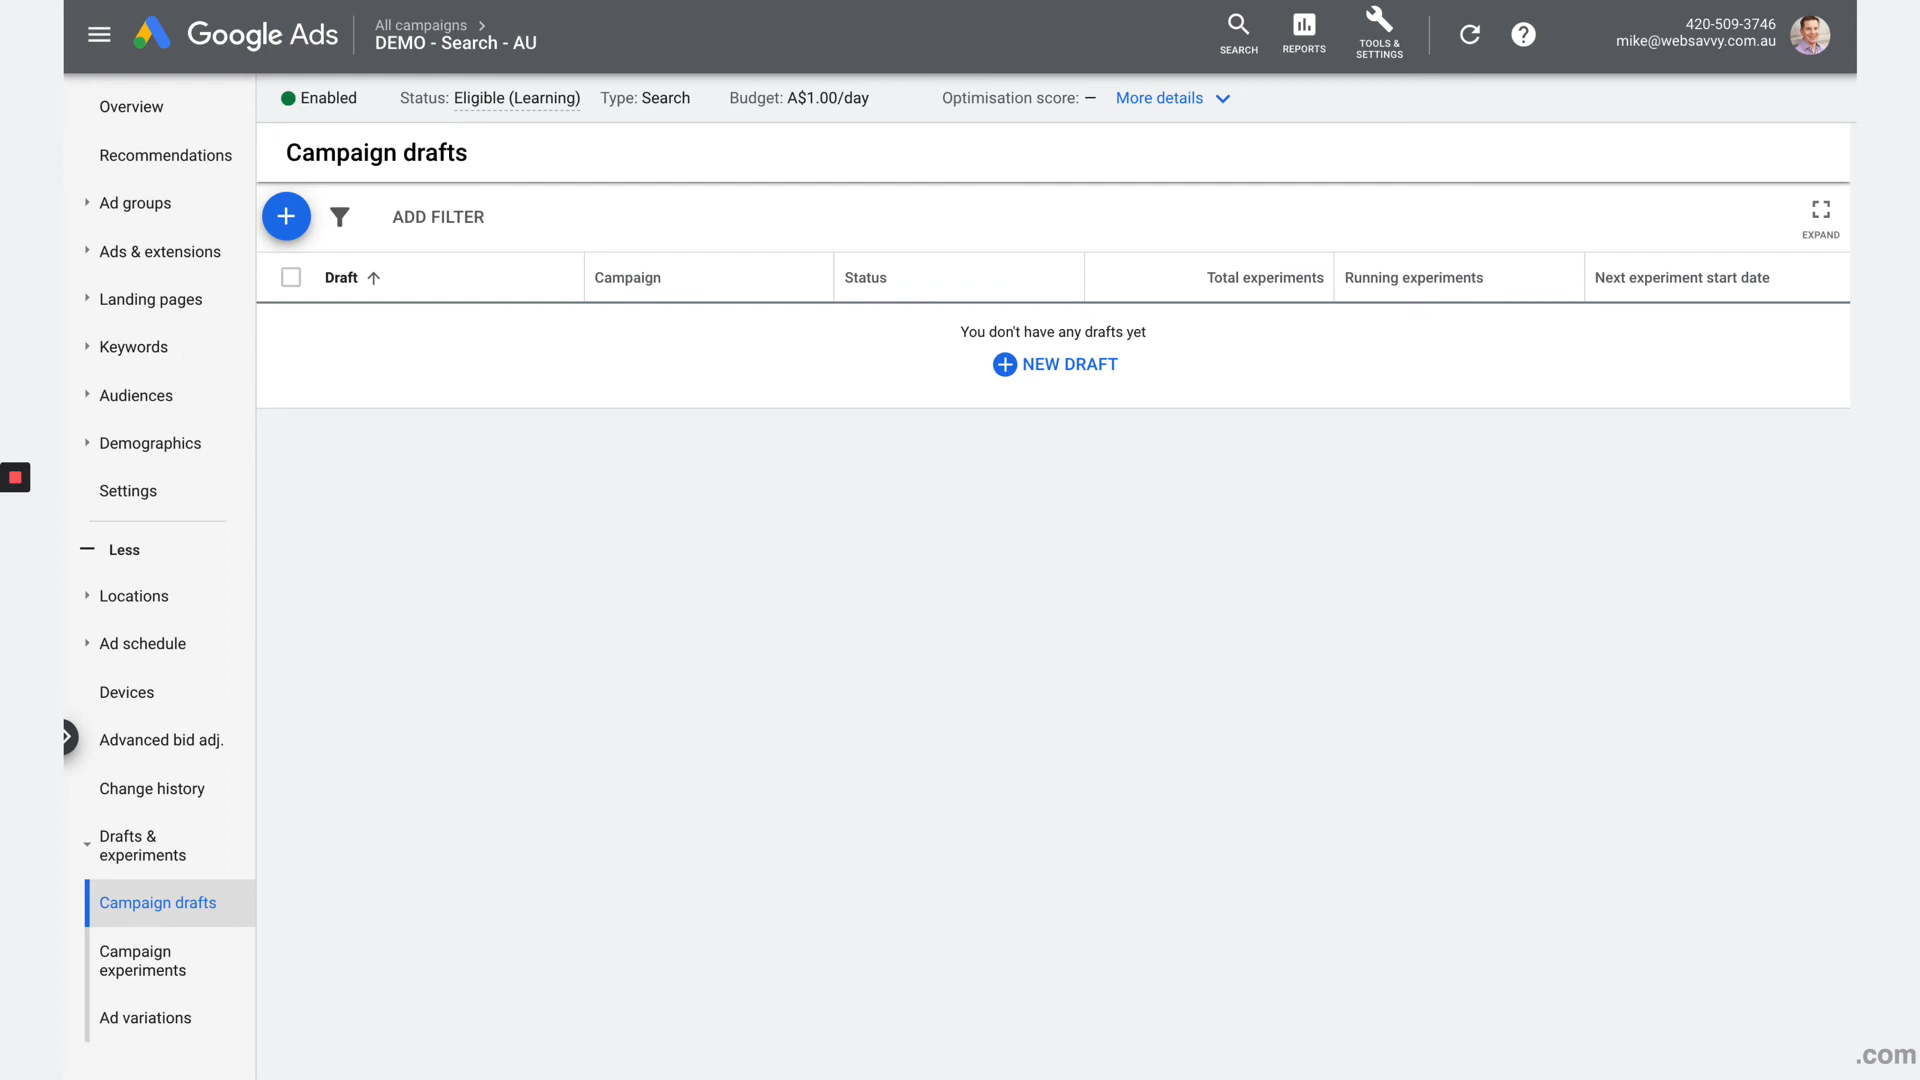 Google Ads
All campaigns
DEMO - Search - AU
SEARCH
REPORTS
TOOLS &
SETTINGS
420-509-3746
mike@websavvy.com.au
Enabled
Status: Eligible (Learning)
Type: Search
Budget: A$1.00/day
Optimisation score: —
More details
Overview
Recommendations
Ad groups
Ads & extensions
Landing pages
Keywords
Audiences
Demographics
Settings
Less
Locations
Ad schedule
Devices
Advanced bid adj.
Change history
Drafts &
experiments
Campaign drafts
Campaign
experiments
Ad variations
Campaign drafts
ADD FILTER
EXPAND
Draft
Campaign
Status
Total experiments
Running experiments
Next experiment start date
You don't have any drafts yet
NEW DRAFT
.com